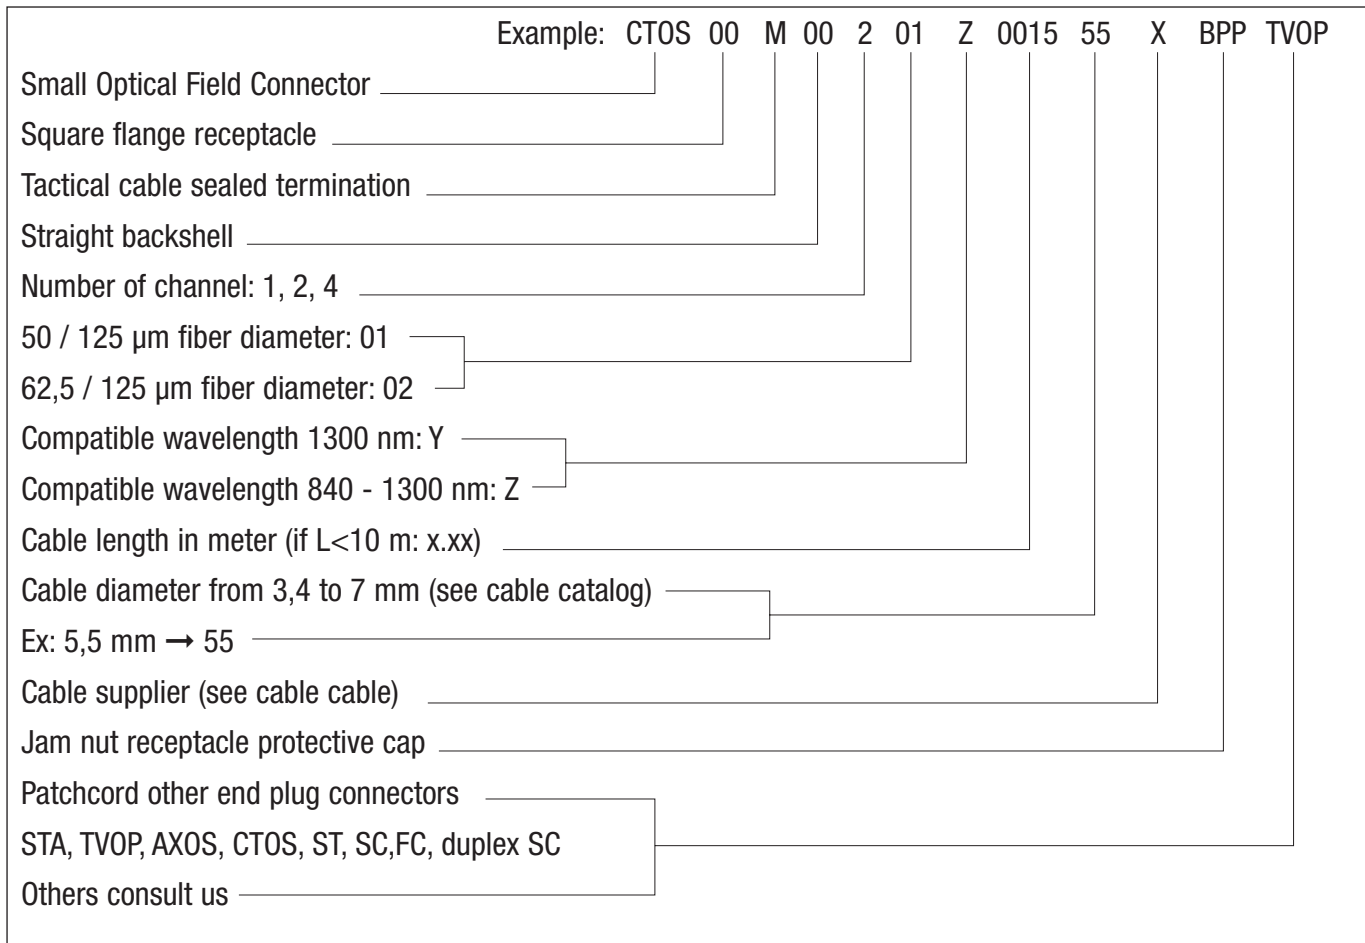 Example: CTOS 00 M 00 2 01 Z 0015 55 X BPP TVOP
Small Optical Field Connector
Square flange receptacle
Tactical cable sealed termination
Straight backshell
Number of channel: 1, 2, 4
50 / 125 µm fiber diameter: 01
62,5 / 125 µm fiber diameter: 02
Compatible wavelength 1300 nm: Y
Compatible wavelength 840 - 1300 nm: Z
Cable length in meter (if L<10 m: x.xx)
Cable diameter from 3,4 to 7 mm (see cable catalog)
Ex: 5,5 mm ➞ 55
Cable supplier (see cable cable)
Jam nut receptacle protective cap
Patchcord other end plug connectors
STA, TVOP, AXOS, CTOS, ST, SC,FC, duplex SC
Others consult us